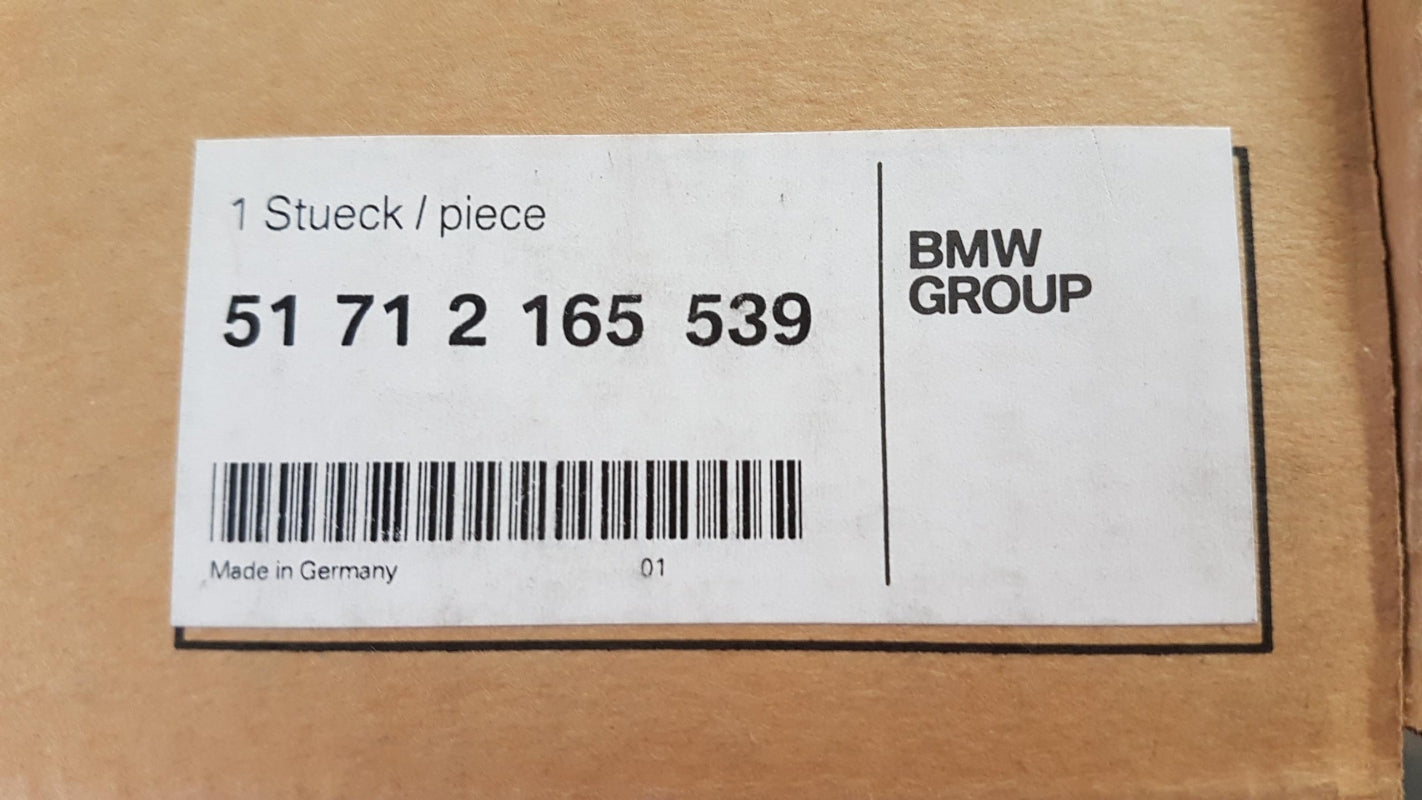 1 Stueck / piece
51 71 2 165 539
Made in Germany
01
BMW
GROUP